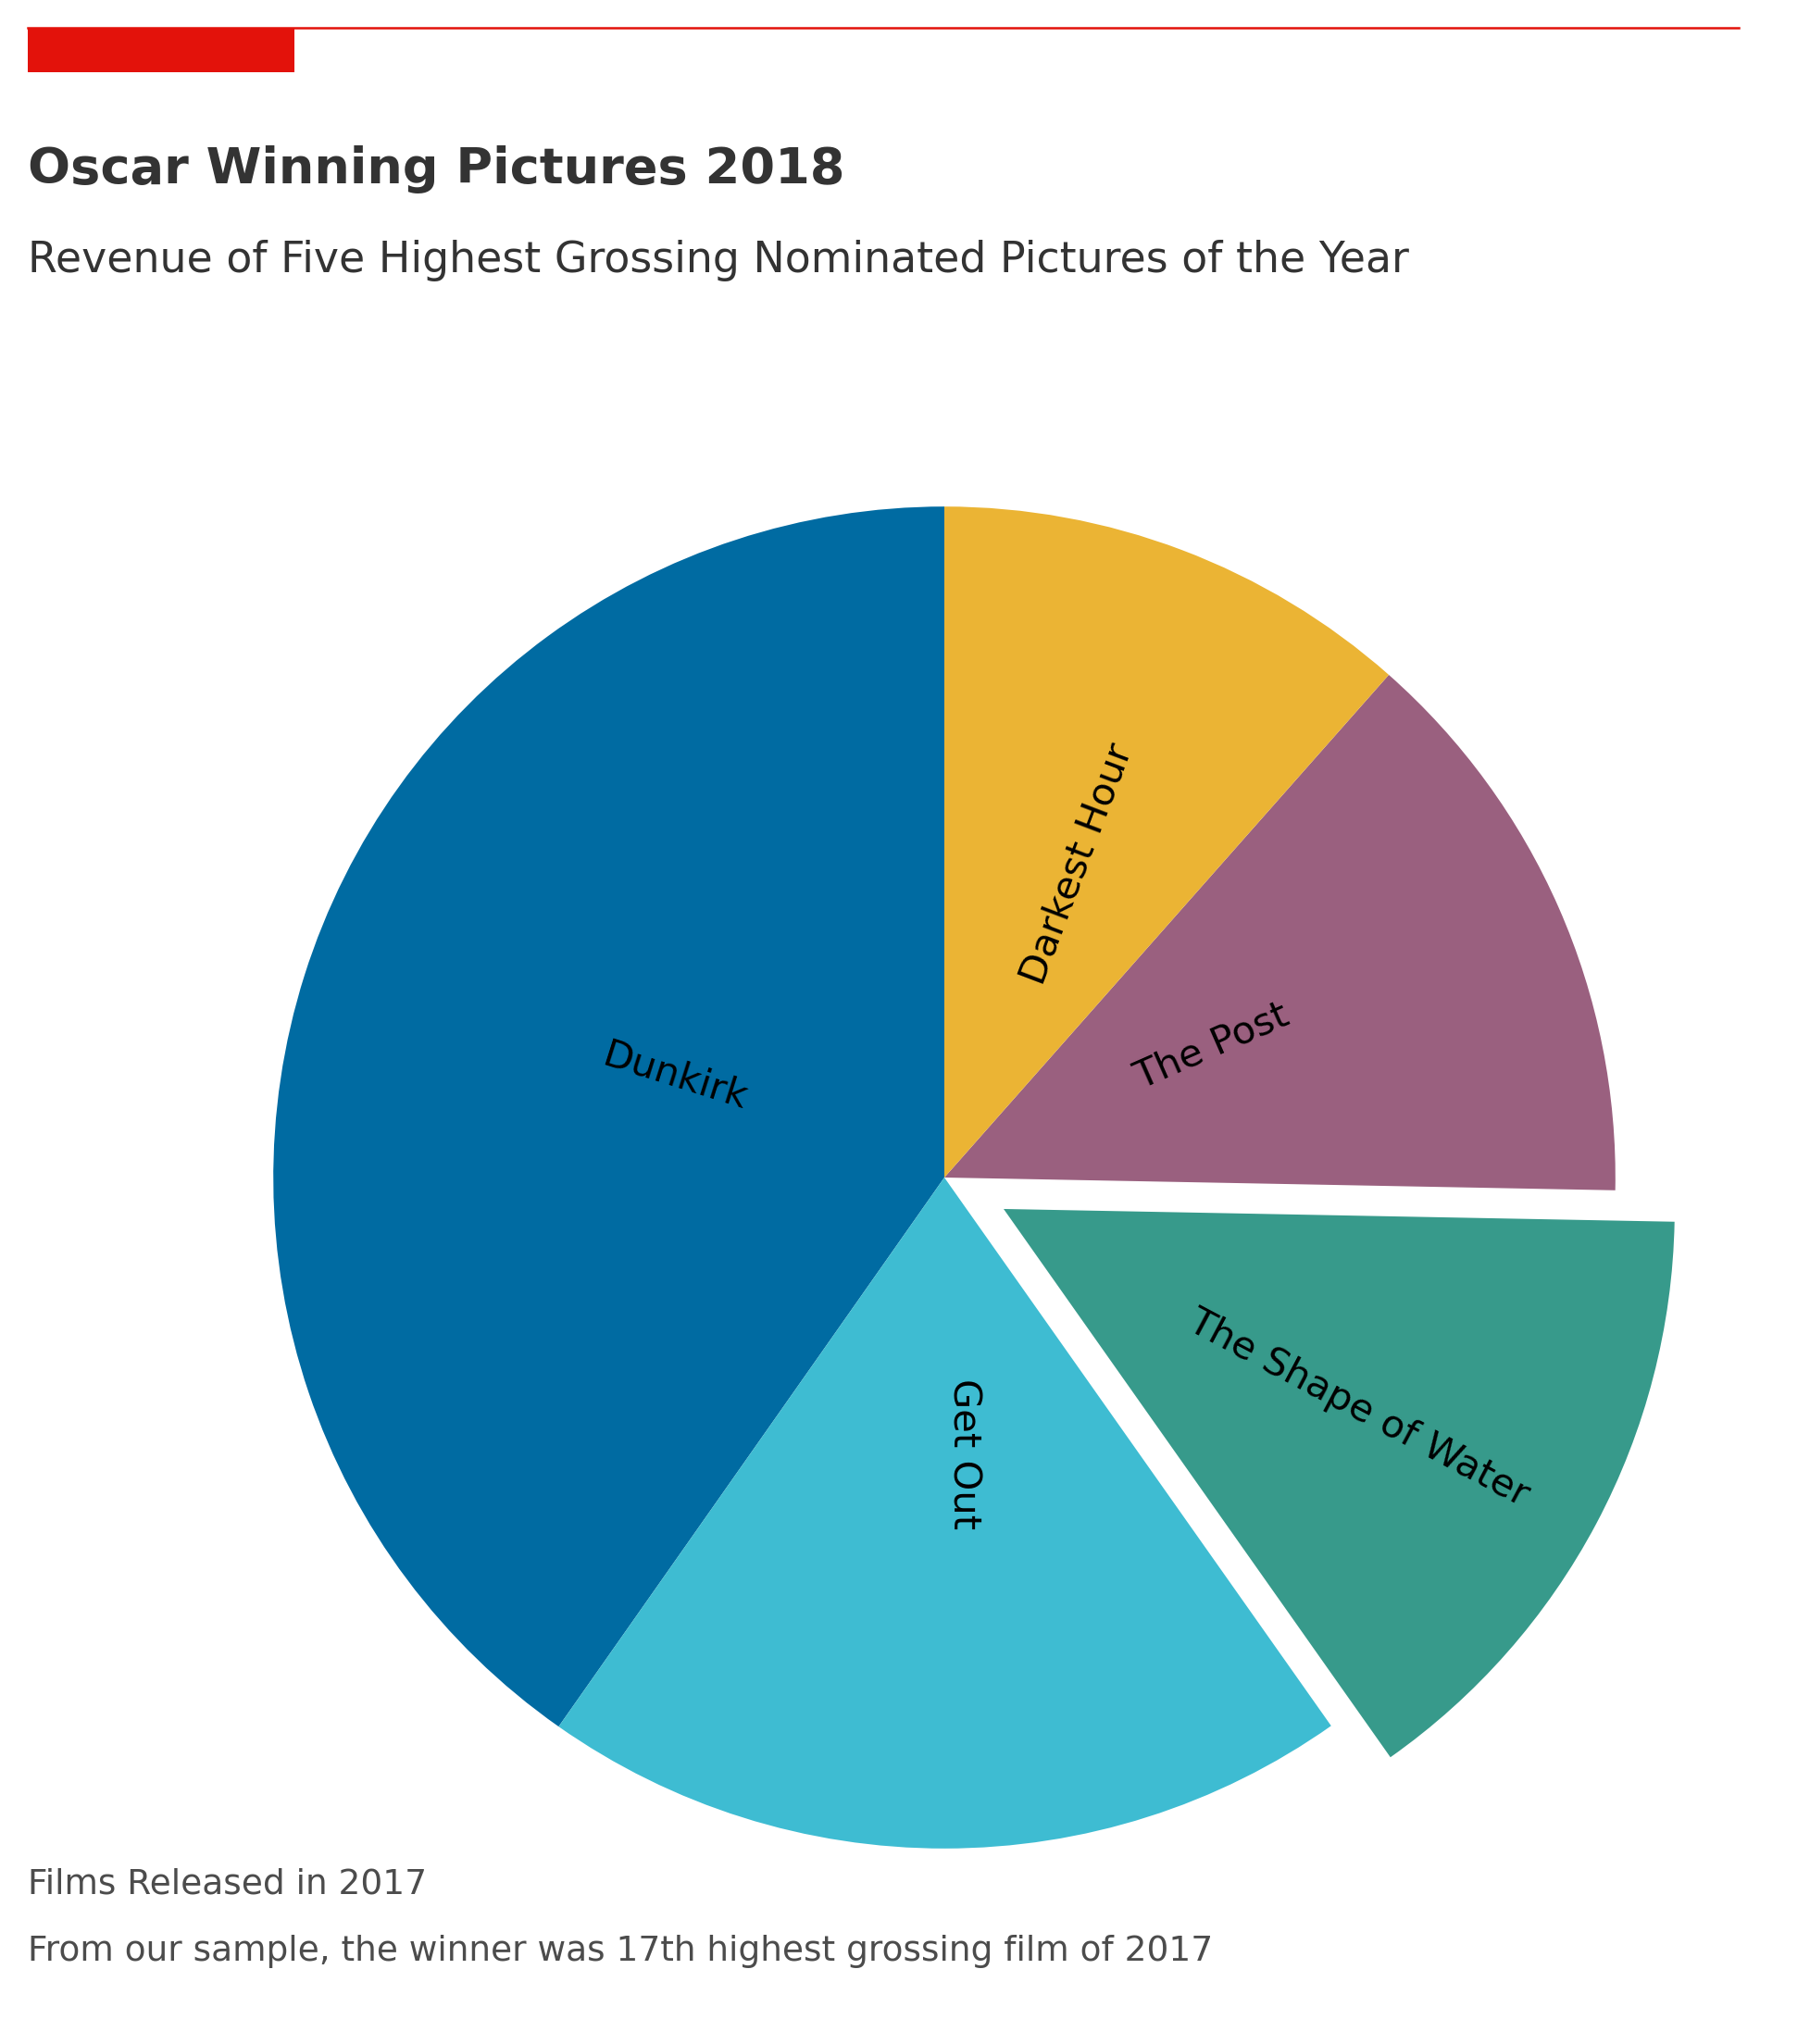 Oscar Winning Pictures 2018
Revenue of Five Highest Grossing Nominated Pictures of the Year
Darkest Hour
The Post
Dunkirk
The Shape of Water
Get Out
Films Released in 2017
From our sample, the winner was 17th highest grossing film of 2017